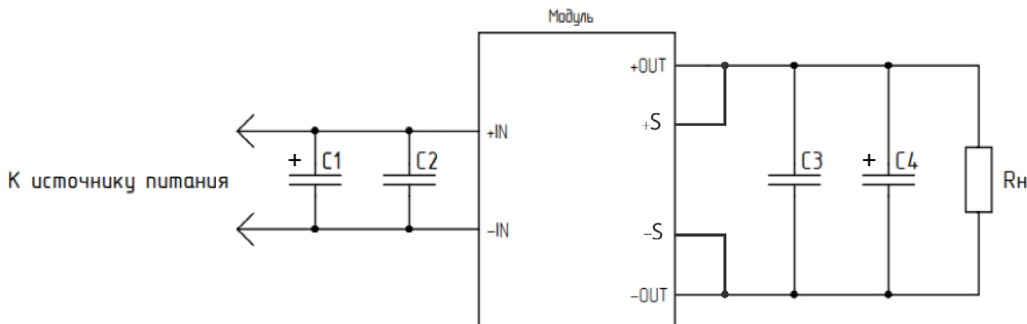 Модуль
+OUT
+S
+IN
+ C1
C2
C3
+ C4
К источнику питания
Rн
-IN
-S
-OUT